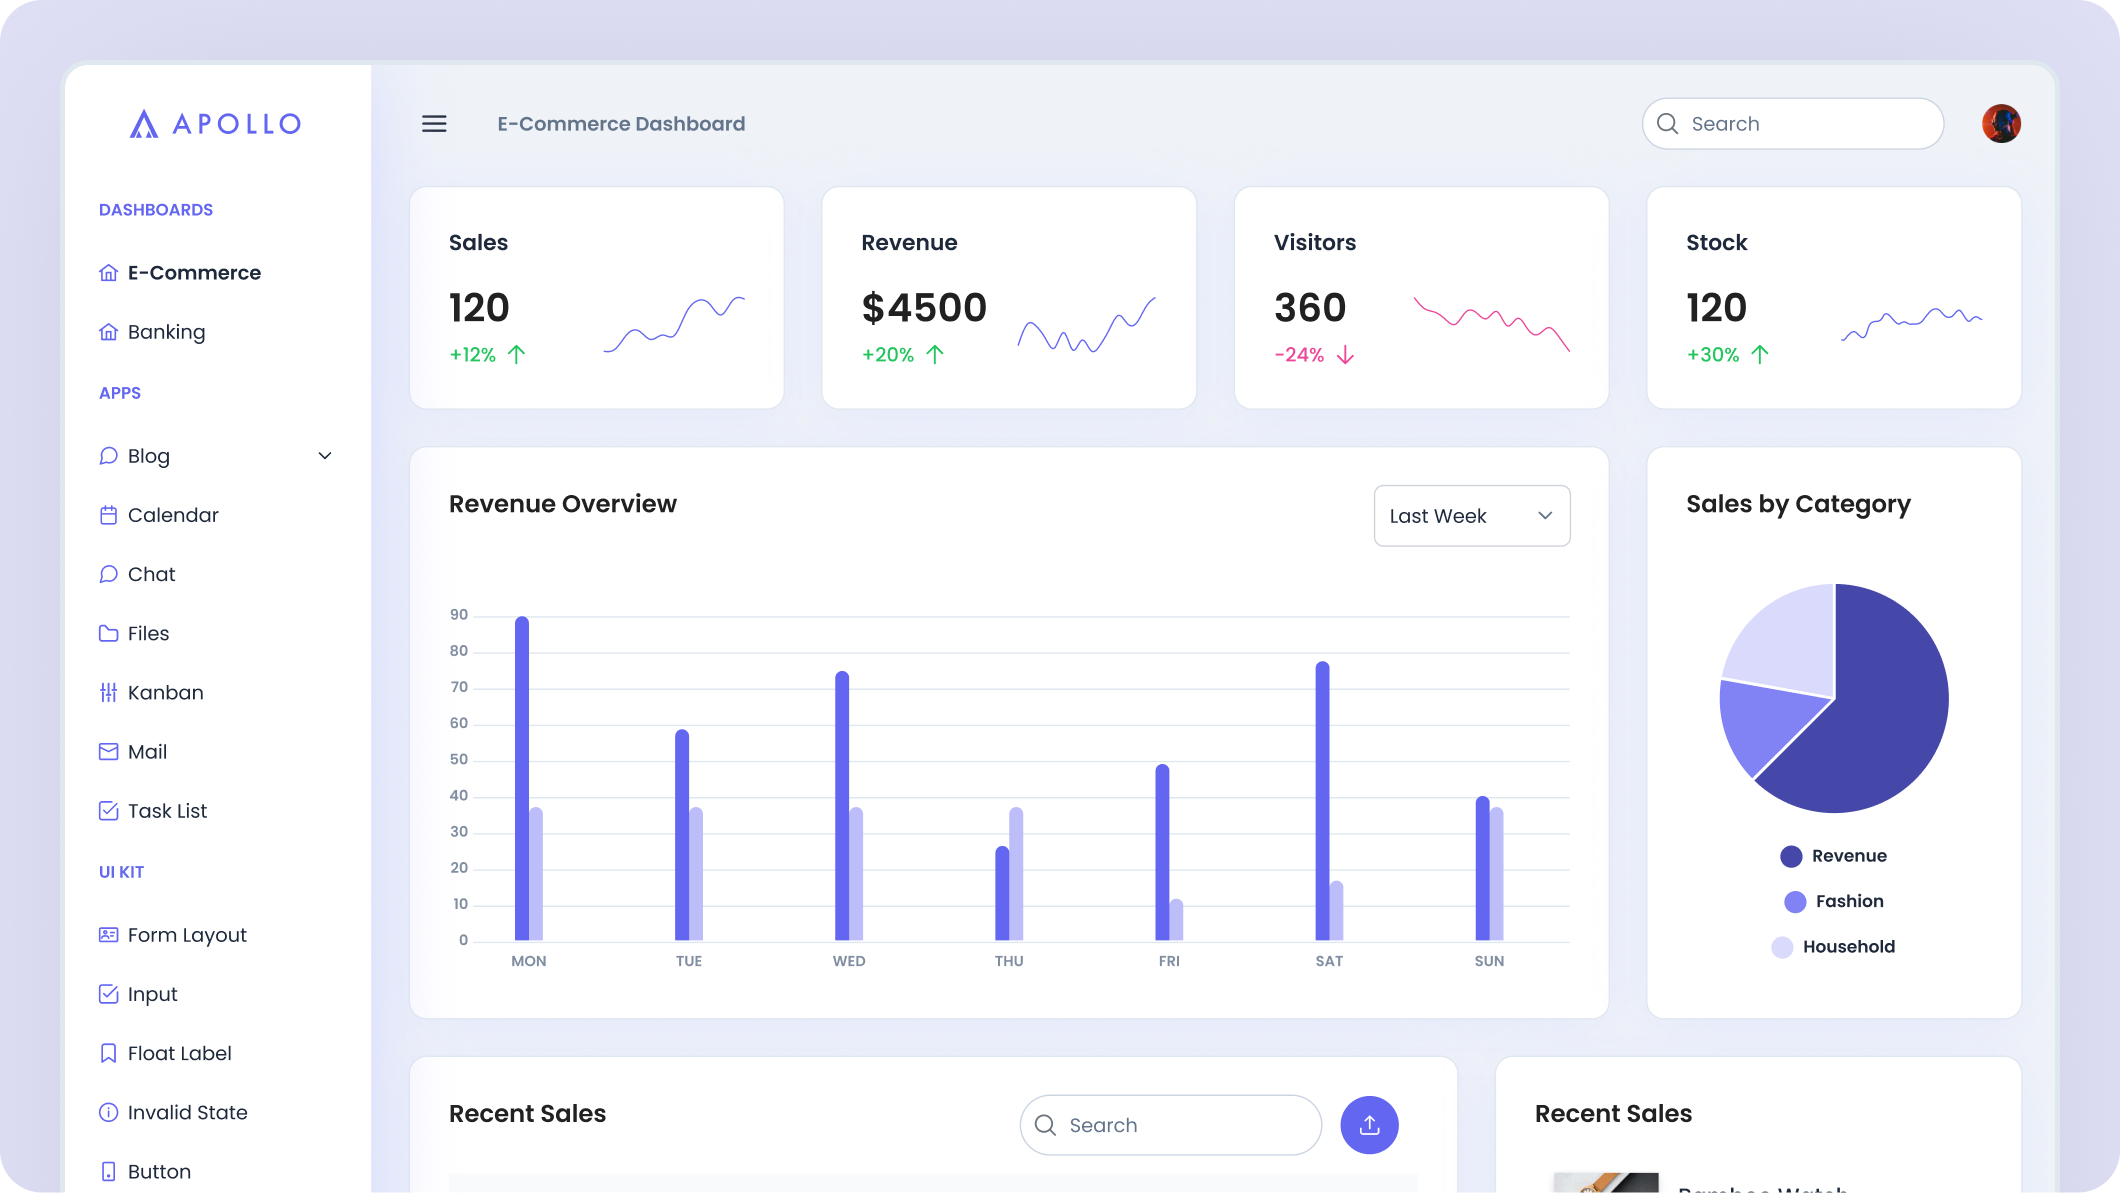 APOLLO
E-Commerce Dashboard
Search
DASHBOARDS
E-Commerce
Banking
APPS
Blog
Calendar
Chat
Files
Kanban
Mail
Task List
UI KIT
Form Layout
Input
Float Label
Invalid State
Button
Sales
120
+12%
Revenue
$4500
+20%
Visitors
360
-24%
Stock
120
+30%
Revenue Overview
Last Week
90
80
70
60
50
40
30
20
10
0
MON TUE WED THU FRI SAT SUN
Sales by Category
Revenue
Fashion
Household
Recent Sales
Search
Recent Sales
Bamboo Watch